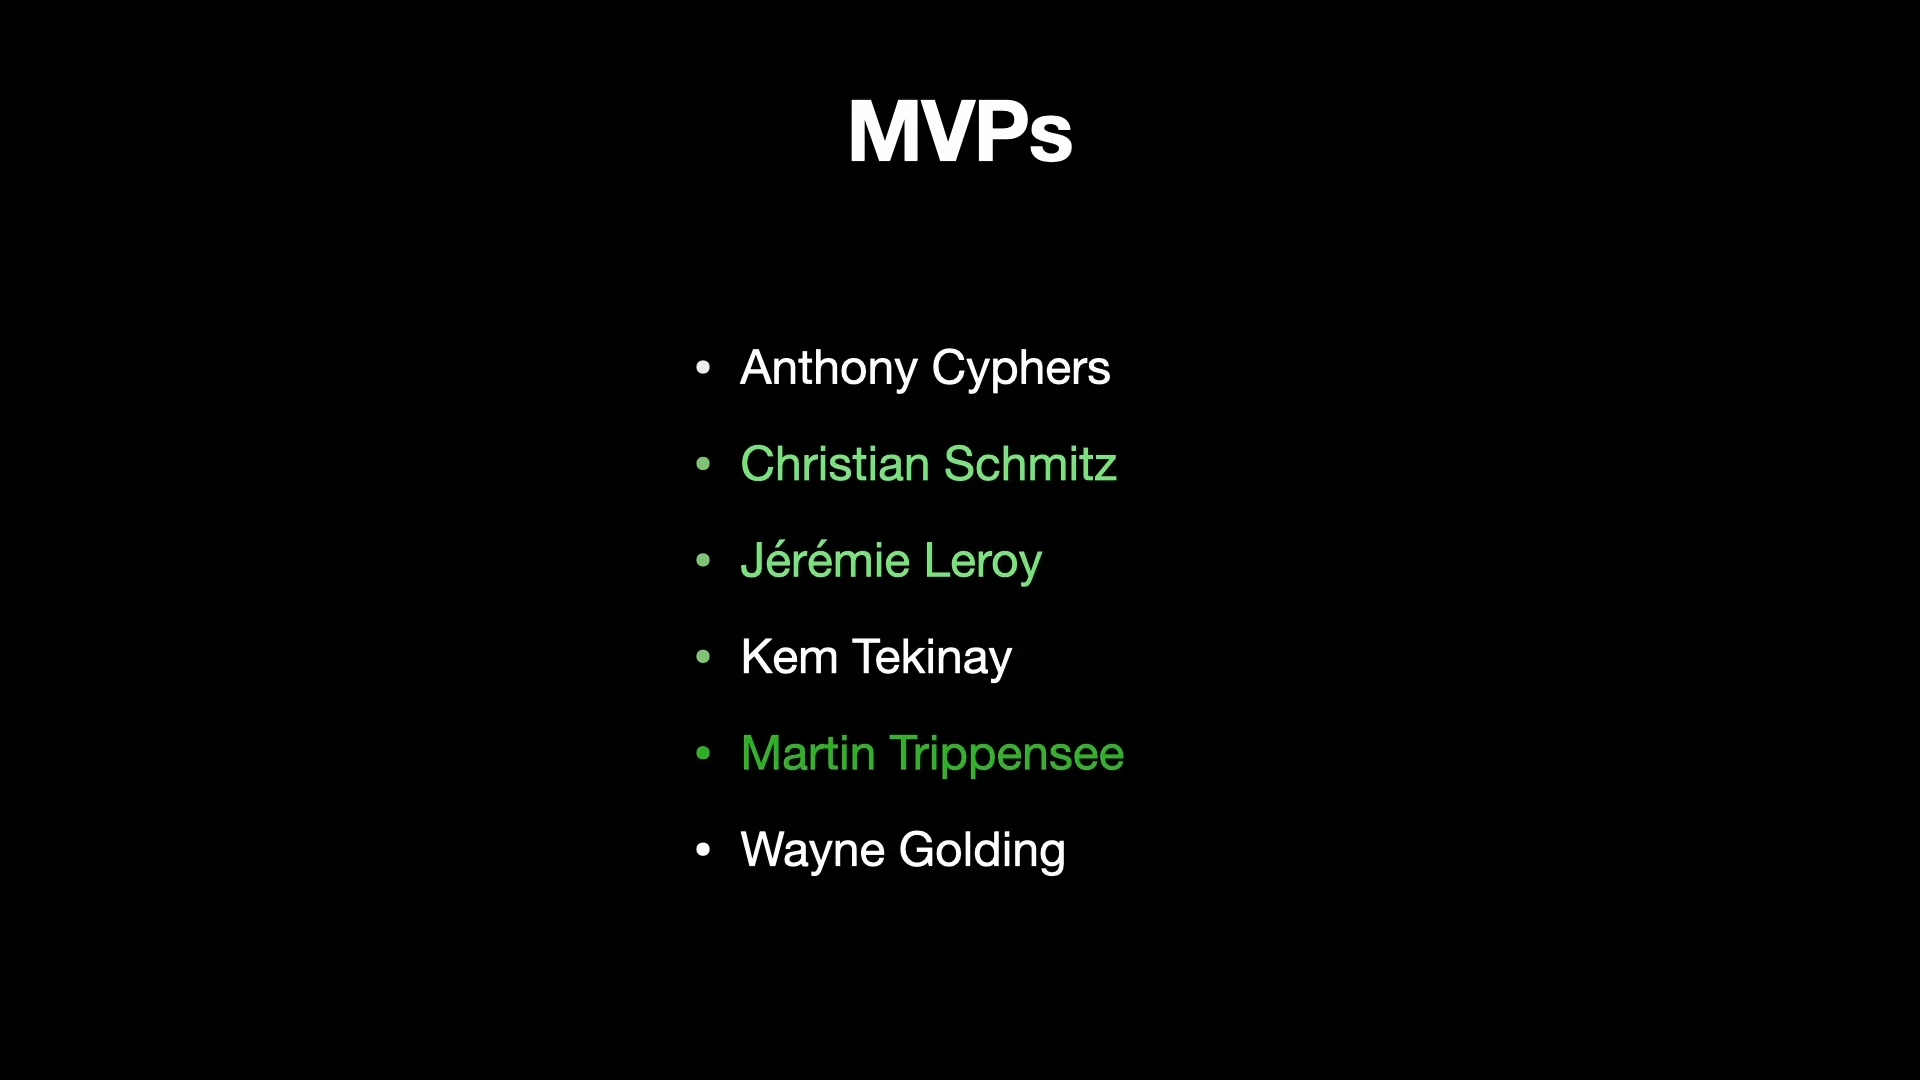 MVPs
• Anthony Cyphers
• Christian Schmitz
• Jérémie Leroy
• Kem Tekinay
• Martin Trippensee
• Wayne Golding